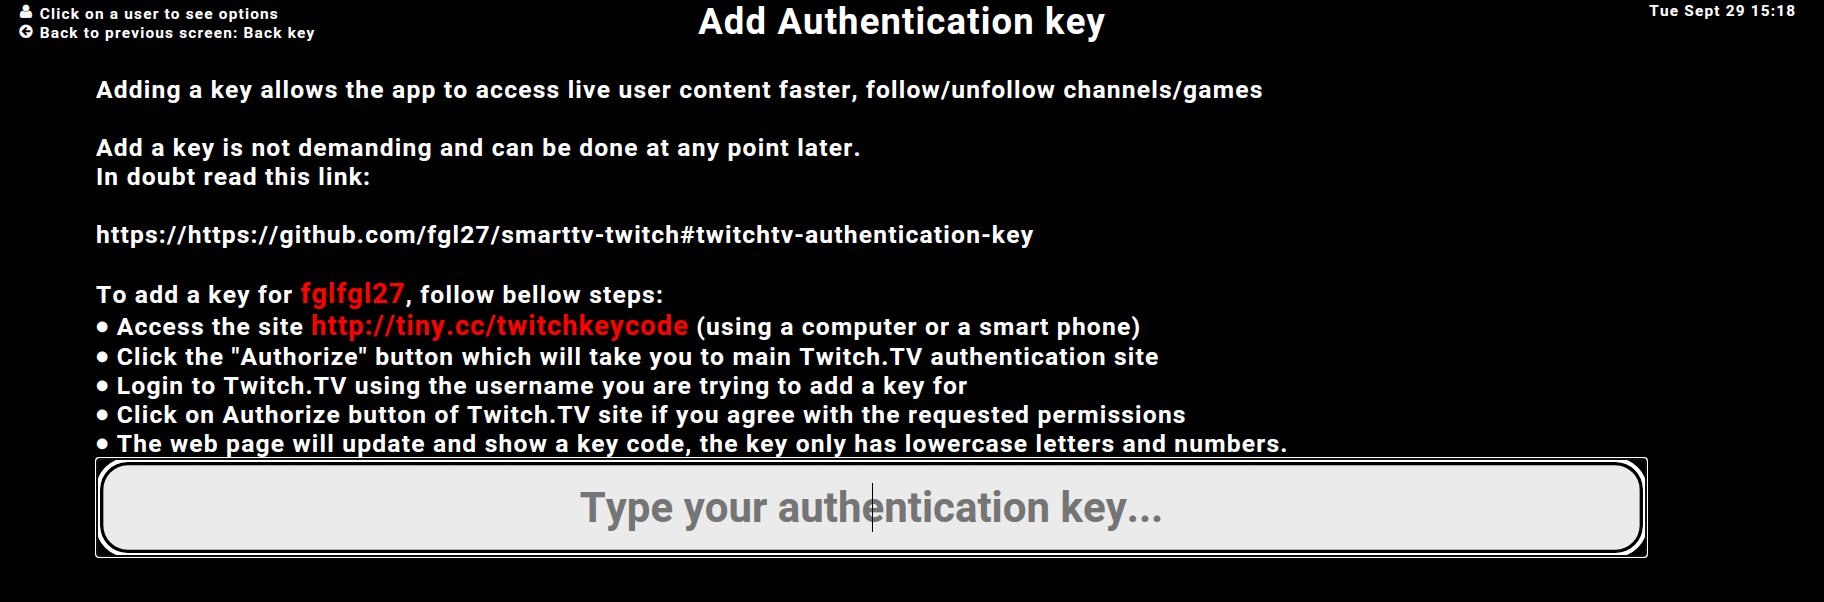 Click on a user to see options
Back to previous screen: Back key
Add Authentication key
Tue Sept 29 15:18
Adding a key allows the app to access live user content faster, follow/unfollow channels/games
Add a key is not demanding and can be done at any point later.
In doubt read this link:
https://https://github.com/fgl27/smarttv-twitch#twitchtv-authentication-key
To add a key for fglfgl27, follow bellow steps:
● Access the site http://tiny.cc/twitchkeycode (using a computer or a smart phone)
● Click the "Authorize" button which will take you to main Twitch.TV authentication site
● Login to Twitch.TV using the username you are trying to add a key for
● Click on Authorize button of Twitch.TV site if you agree with the requested permissions
● The web page will update and show a key code, the key only has lowercase letters and numbers.
Type your authentication key...